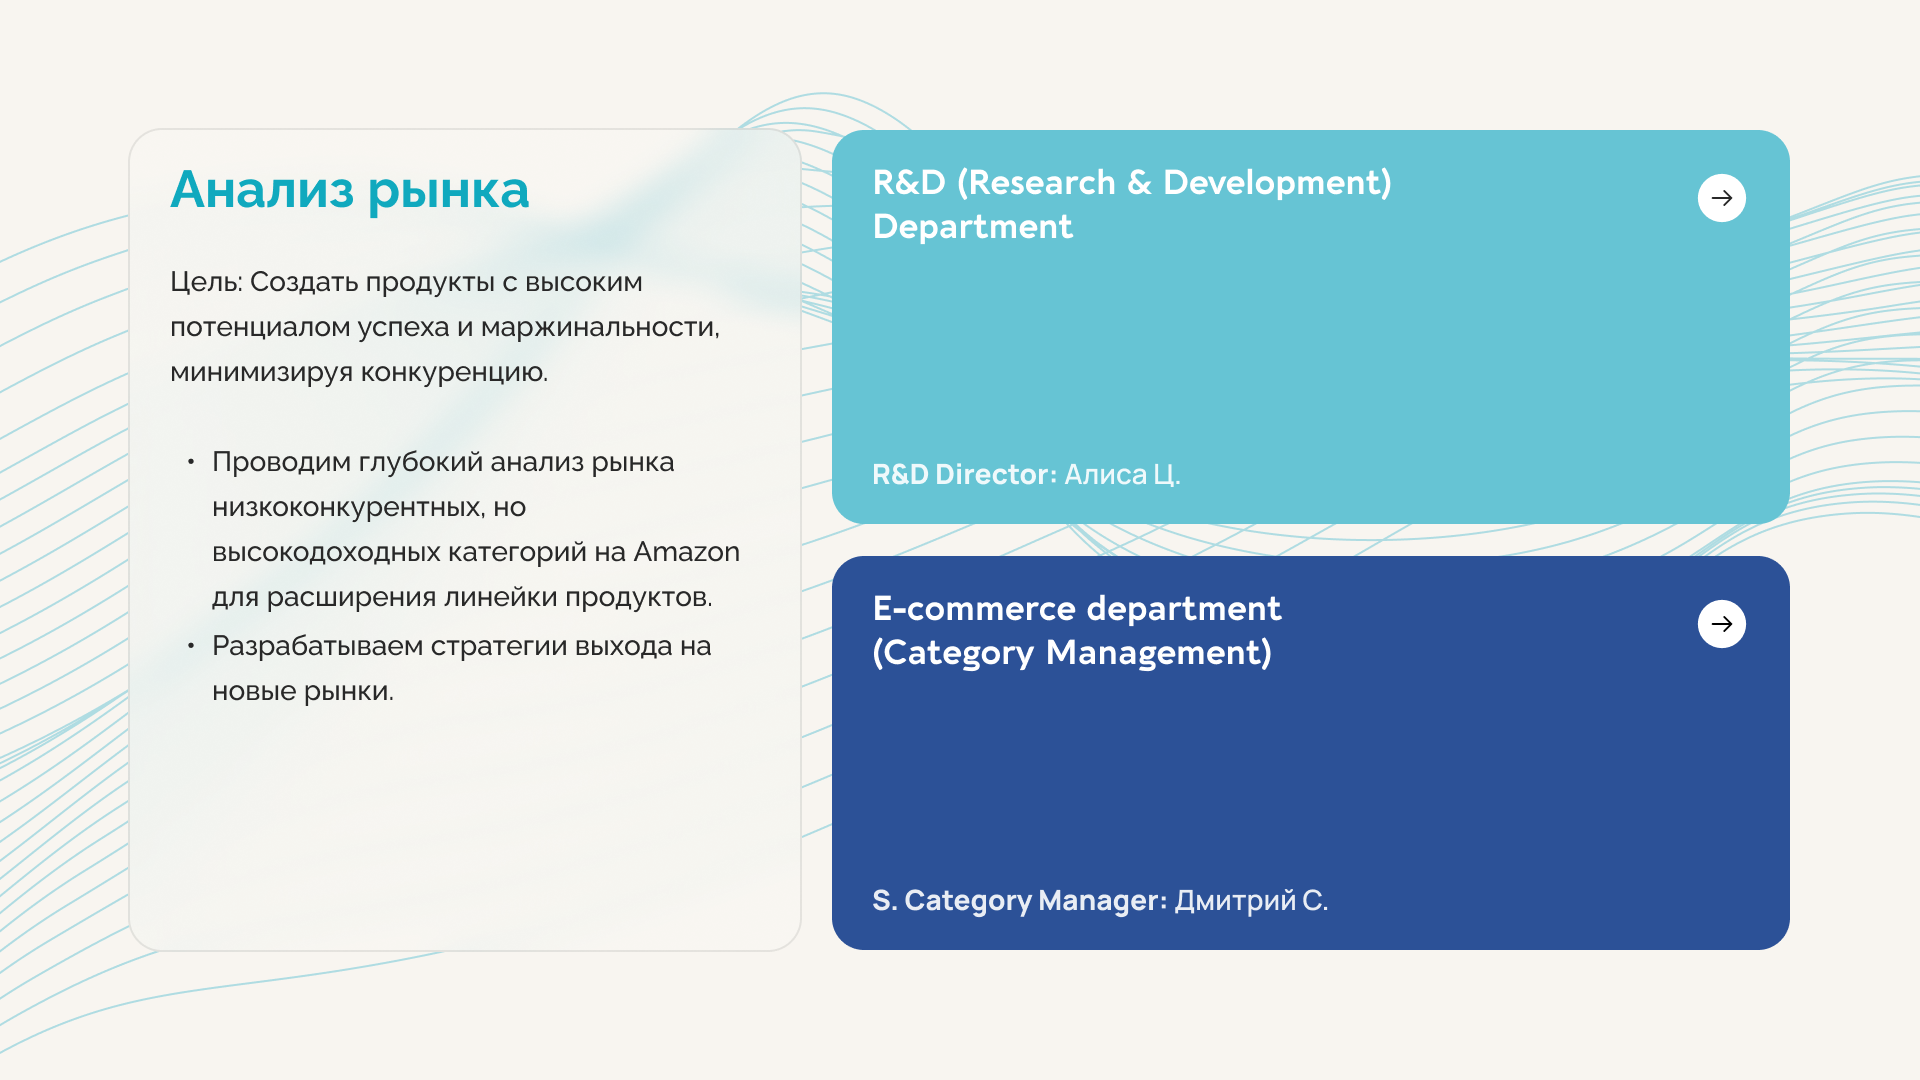 Анализ рынка
Цель: Создать продукты с высоким
потенциалом успеха и маржинальности,
минимизируя конкуренцию.
• Проводим глубокий анализ рынка
низкоконкурентных, но
высокодоходных категорий на Amazon
для расширения линейки продуктов.
• Разрабатываем стратегии выхода на
новые рынки.
R&D (Research & Development)
Department
R&D Director: Алиса Ц.
E-commerce department
(Category Management)
S. Category Manager: Дмитрий С.